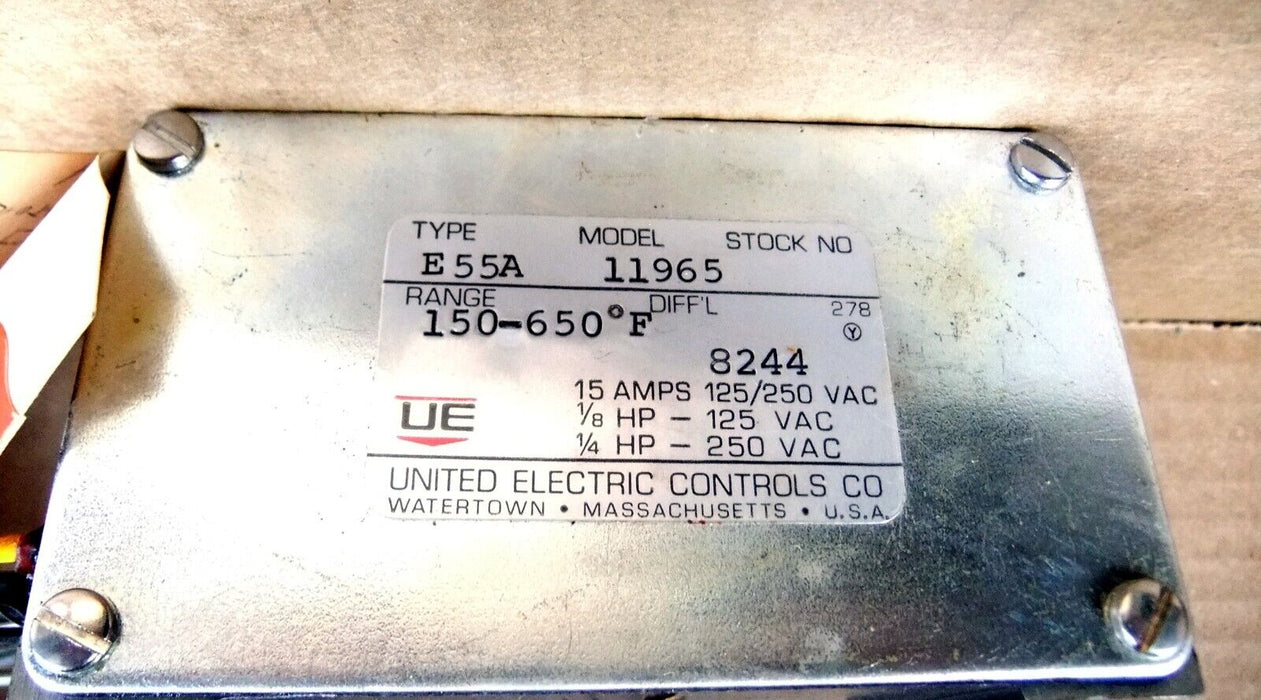 TYPE MODEL STOCK NO
E55A 11965
RANGE DIFF'L 278
150-650°F Y
8244
UE 15 AMPS 125/250 VAC
1/8 HP - 125 VAC
1/4 HP - 250 VAC
UNITED ELECTRIC CONTROLS CO
WATERTOWN • MASSACHUSETTS • U.S.A.